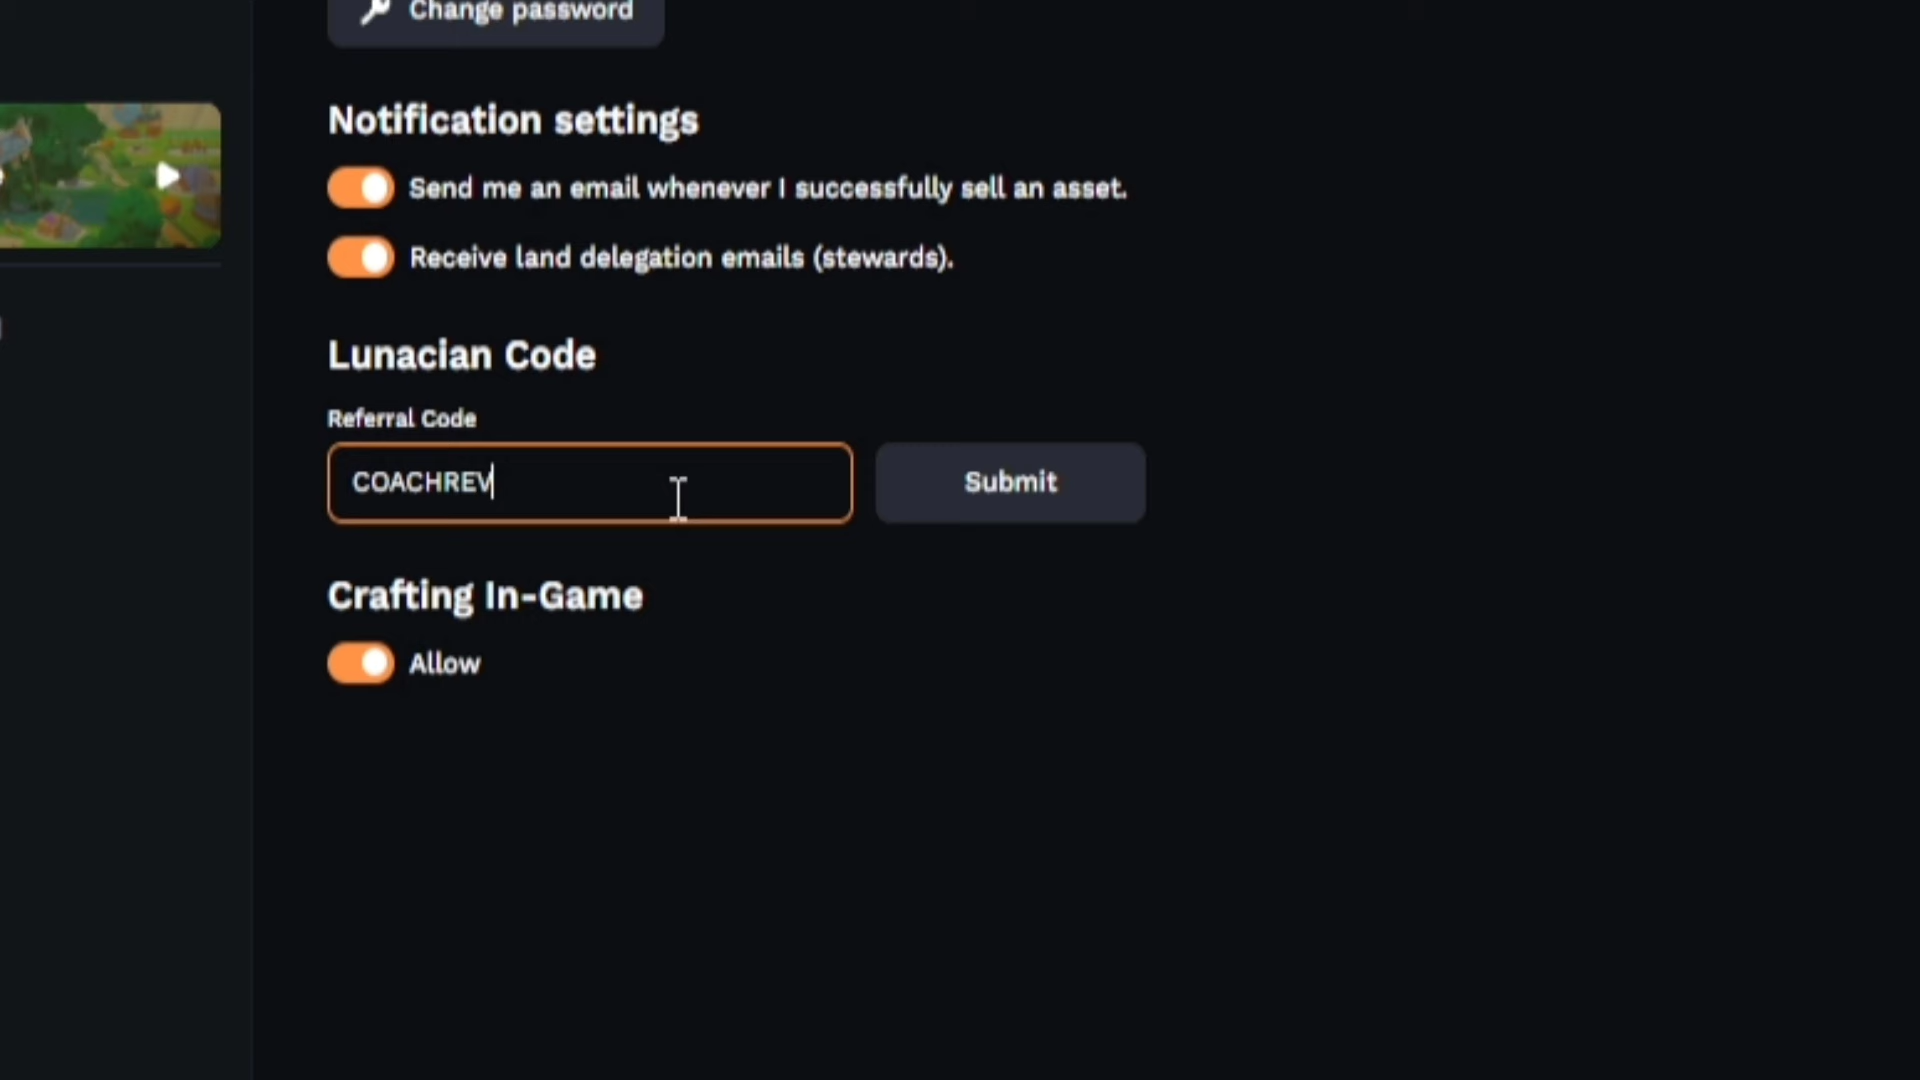 Change password
Notification settings
Send me an email whenever I successfully sell an asset.
Receive land delegation emails (stewards).
Lunacian Code
Referral Code
COACHREV
Submit
Crafting In-Game
Allow